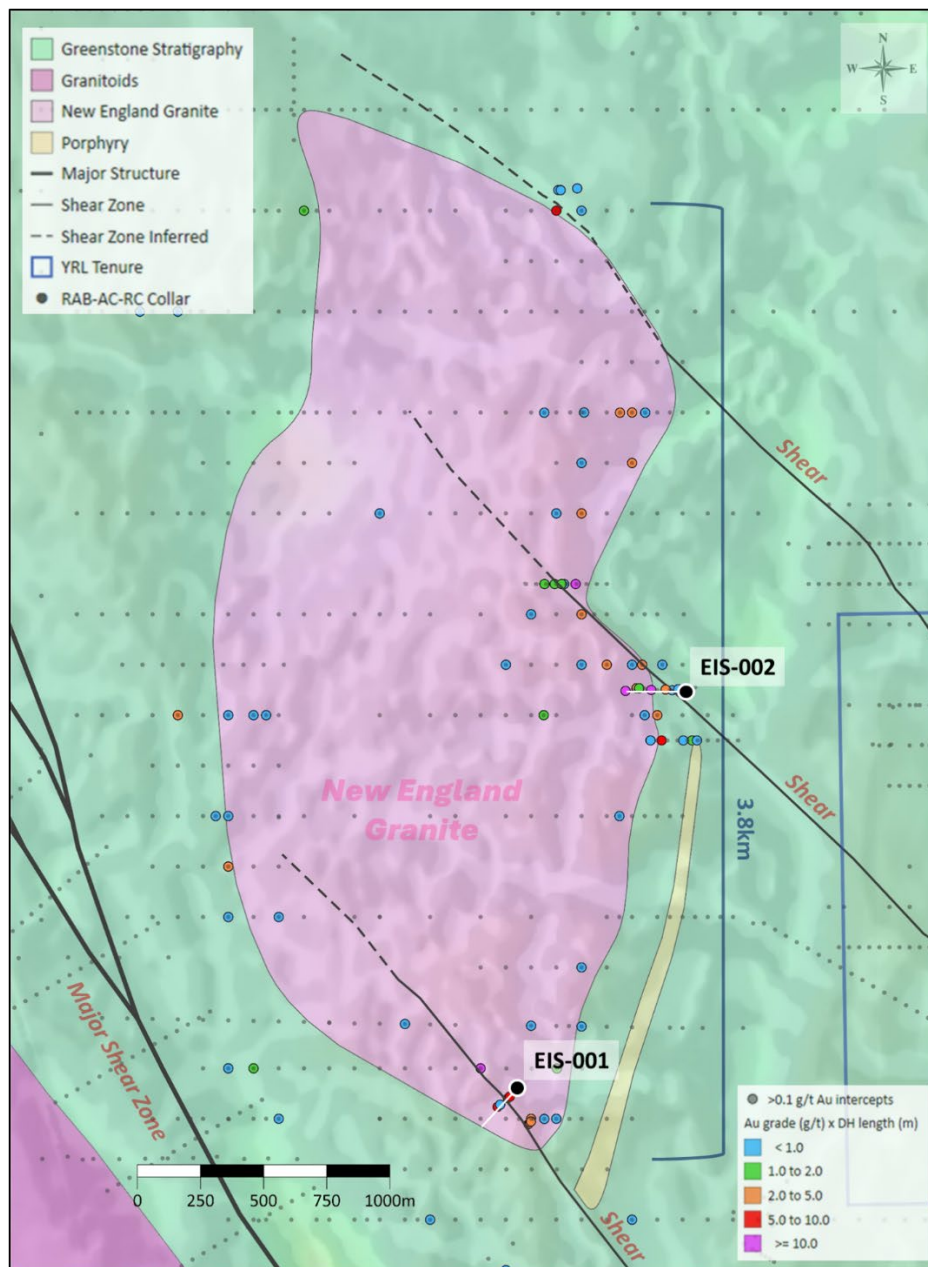 Greenstone Stratigraphy
Granitoids
New England Granite
Porphyry
Major Structure
Shear Zone
Shear Zone Inferred
YRL Tenure
RAB-AC-RC Collar
N
W E
S
Shear
EIS-002
Shear
3.8km
New England
Granite
Major Shear Zone
EIS-001
Shear
0 250 500 750 1000m
>0.1 g/t Au intercepts
Au grade (g/t) x DH length (m)
< 1.0
1.0 to 2.0
2.0 to 5.0
5.0 to 10.0
>= 10.0